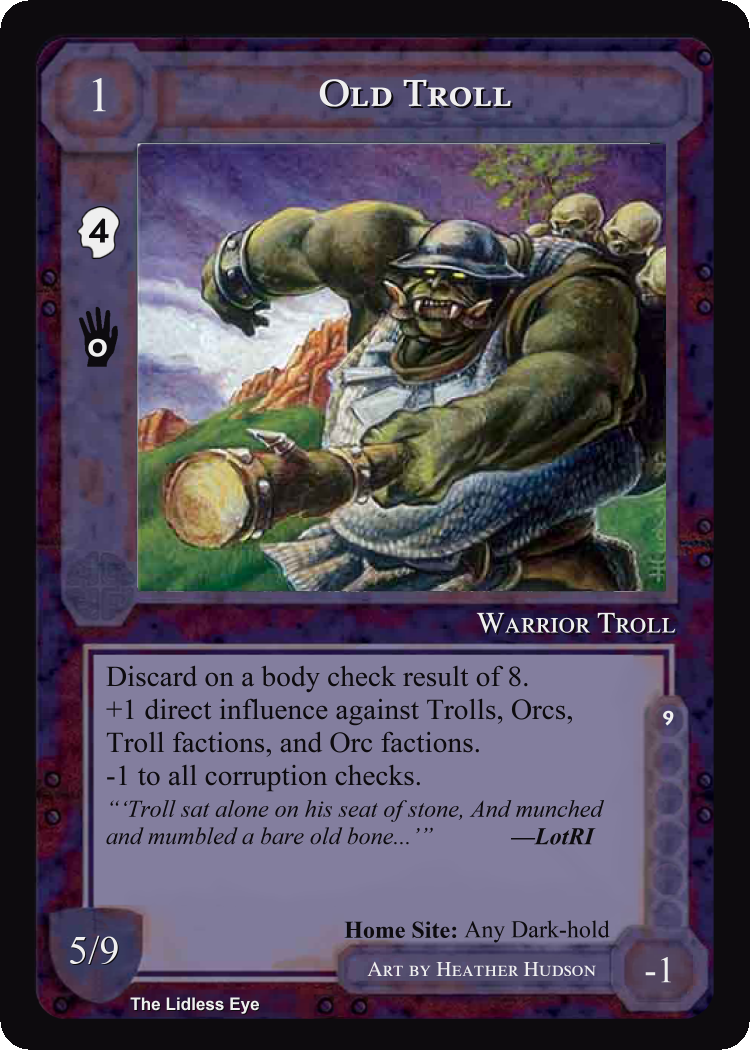 1
OLD TROLL
4
0
WARRIOR TROLL
Discard on a body check result of 8.
+1 direct influence against Trolls, Orcs,
Troll factions, and Orc factions.
-1 to all corruption checks.
“‘Troll sat alone on his seat of stone, And munched
and mumbled a bare old bone...’” —LotRI
9
Home Site: Any Dark-hold
5/9
ART BY HEATHER HUDSON
-1
The Lidless Eye